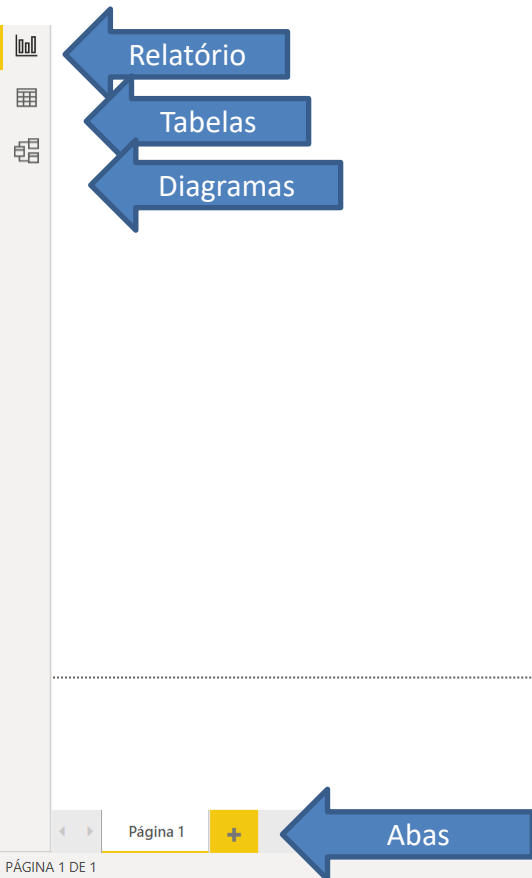 Relatório
Tabelas
Diagramas
Página 1
Abas
PÁGINA 1 DE 1